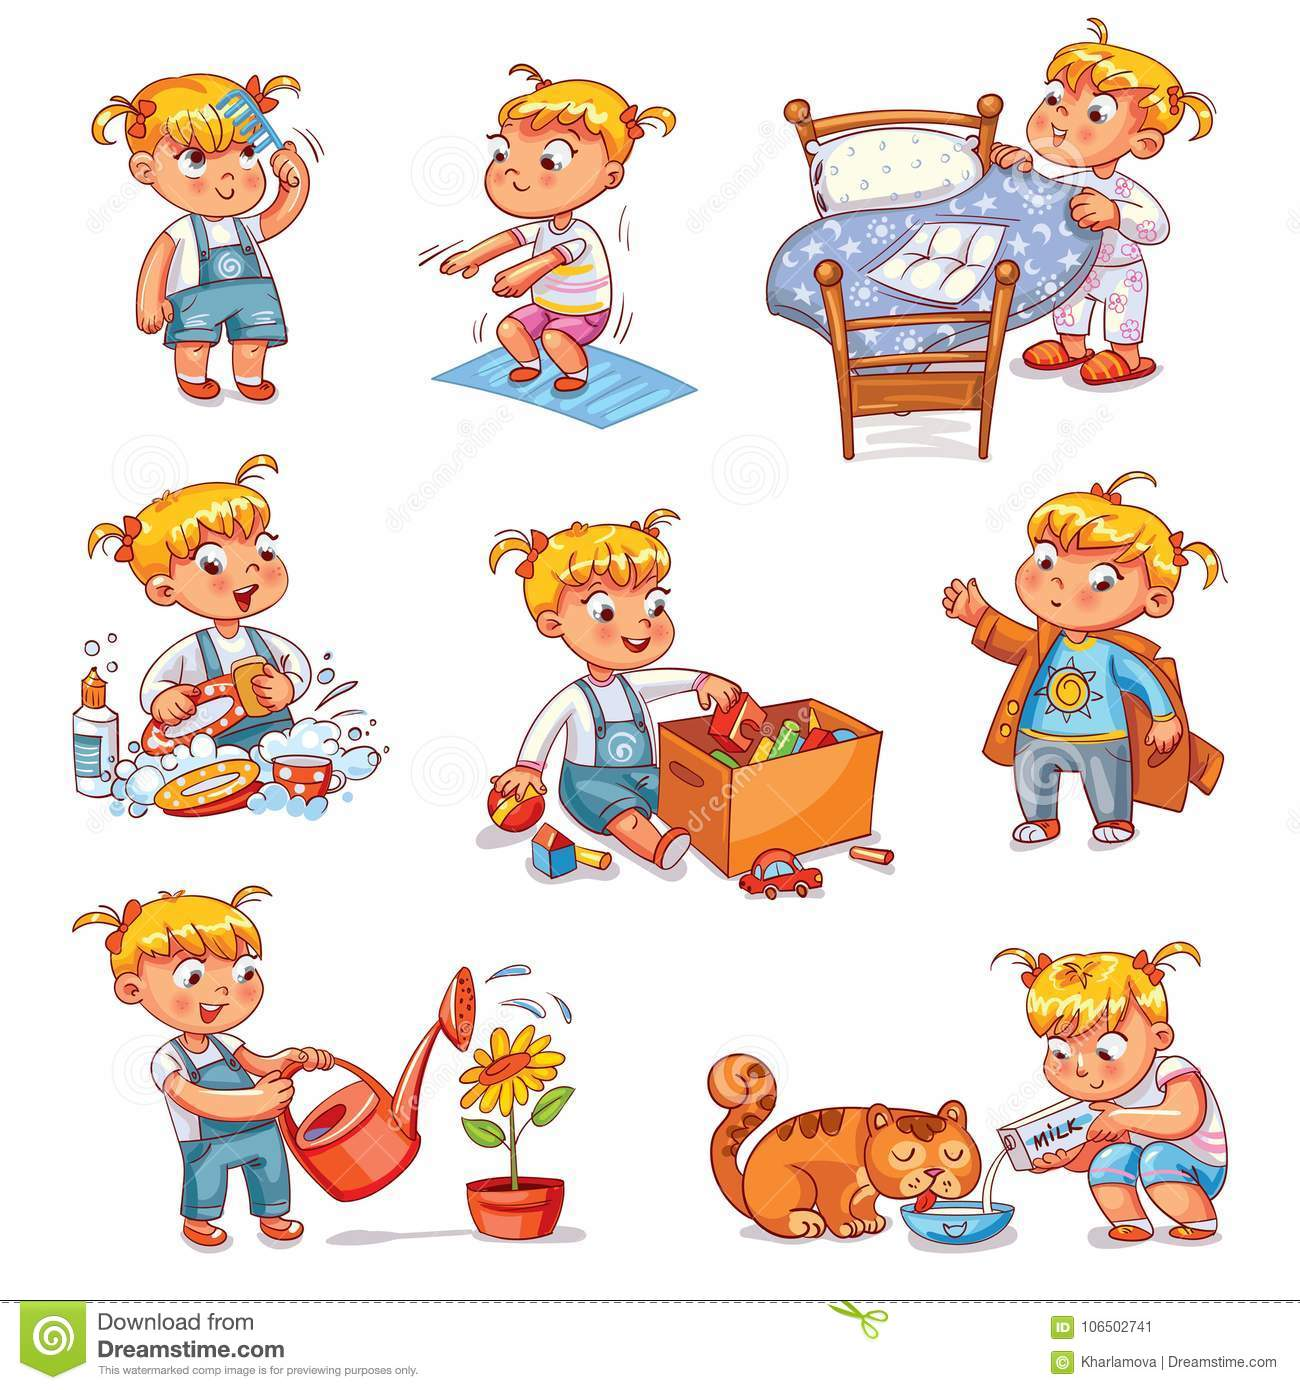 MILK
Download from
Dreamstime.com
This watermarked comp image is for previewing purposes only.
ID 106502741
© Kharlamova | Dreamstime.com